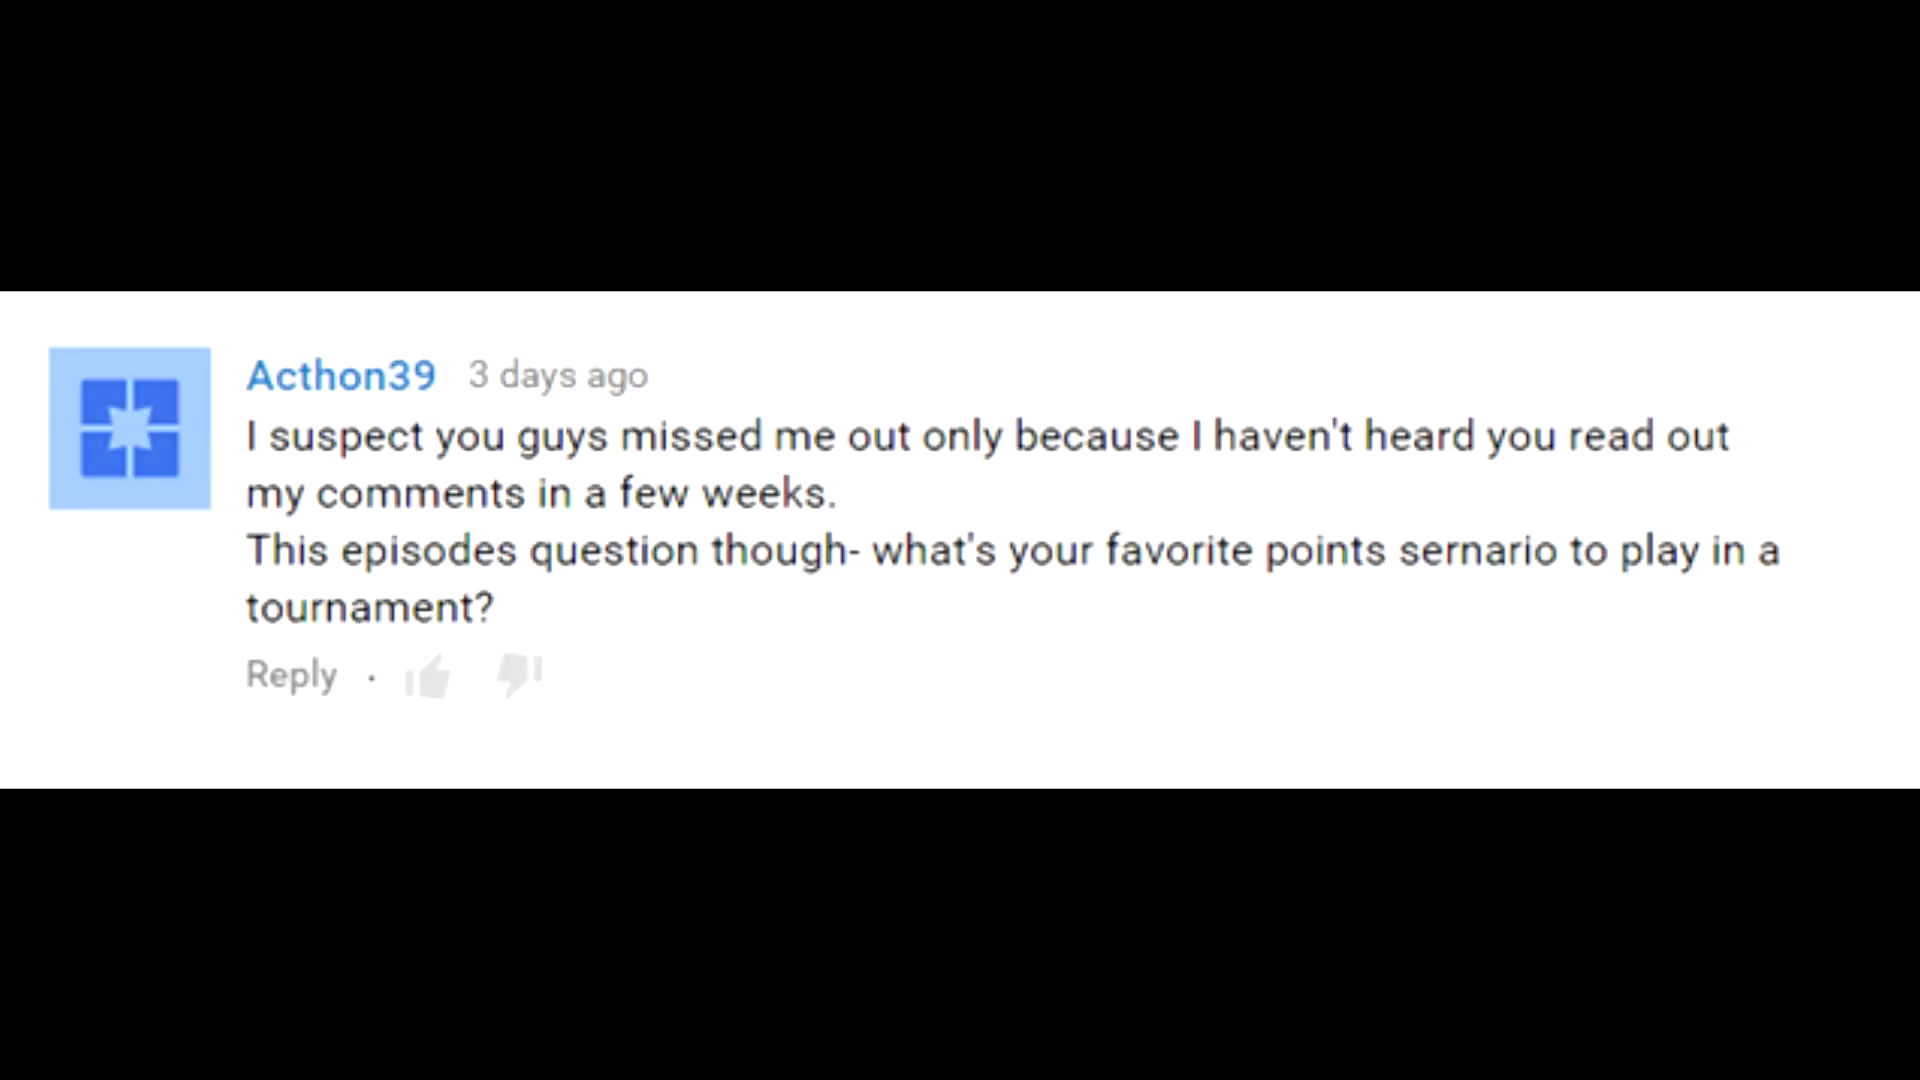 Acthon39 3 days ago
I suspect you guys missed me out only because I haven't heard you read out
my comments in a few weeks.
This episodes question though- what's your favorite points sernario to play in a
tournament?
Reply ·